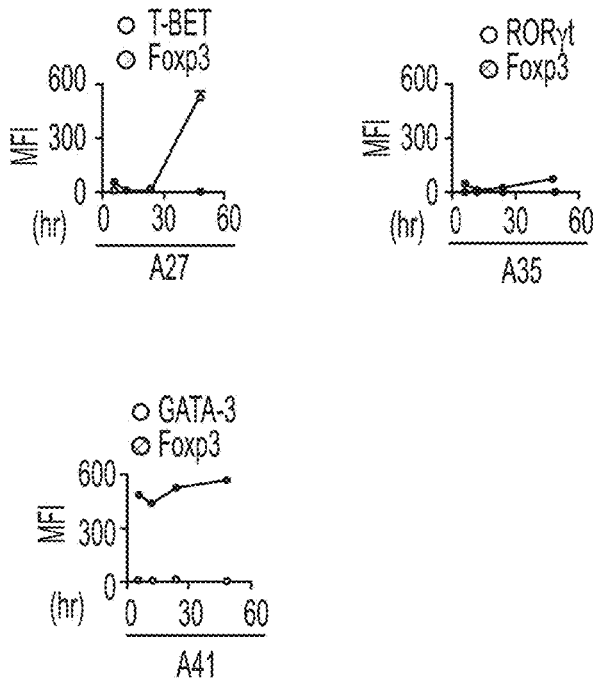 T-BET
Foxp3
600
300
0
MFI
(hr)
0 30 60
A27
RORγt
Foxp3
600
300
0
MFI
(hr)
0 30 60
A35
GATA-3
Foxp3
600
300
0
MFI
(hr)
0 30 60
A41